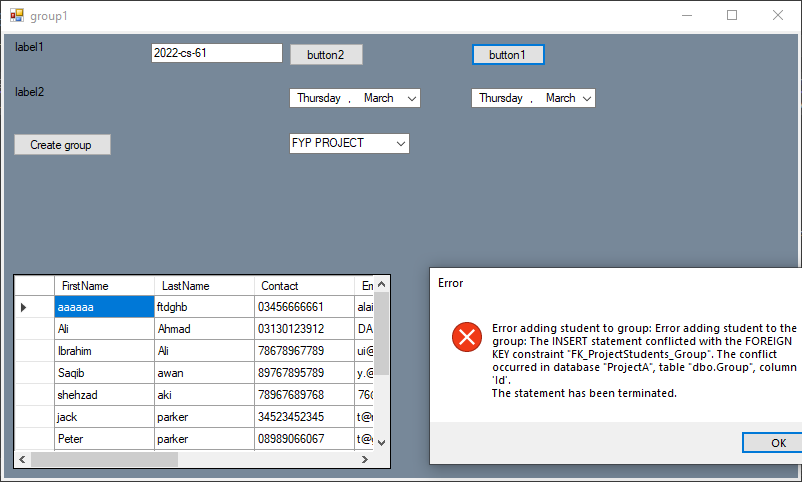 group1
label1
2022-cs-61
button2
button1
label2
Thursday , March
Thursday , March
Create group
FYP PROJECT
FirstName LastName Contact Em
aaaaaa ftdghb 03456666661 alai
Ali Ahmad 03130123912 DA
Ibrahim Ali 78678967789 ui@
Saqib awan 89767895789 y.@
shehzad aki 78967689768
jack parker 34523452345 t@r
Peter parker 08989066067 t@g
Error
Error adding student to group: Error adding student to the
group: The INSERT statement conflicted with the FOREIGN
KEY constraint "FK_ProjectStudents_Group". The conflict
occurred in database "ProjectA", table "dbo.Group", column
'Id'.
The statement has been terminated.
OK